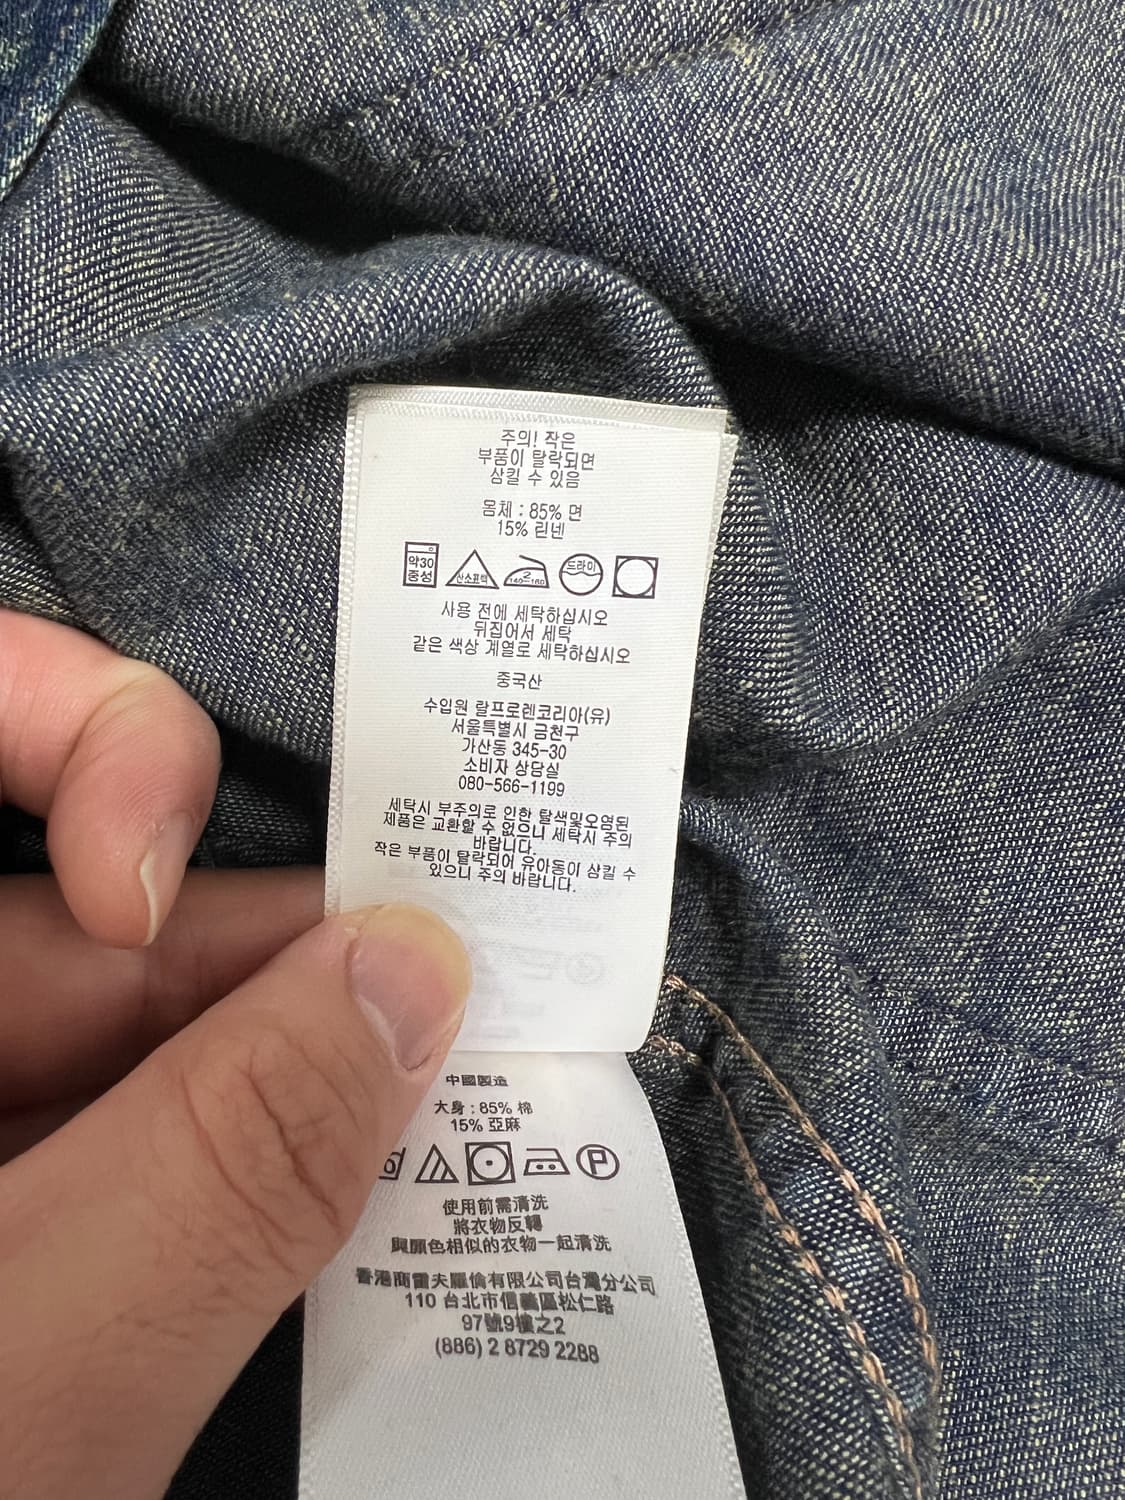 주의! 작은
부품이 탈락되면
삼킬 수 있음
몸체 : 85% 면
15% 린넨
약30
중성
산소표백
2
140~160
드라이
사용 전에 세탁하십시오
뒤집어서 세탁
같은 색상 계열로 세탁하십시오
중국산
수입원 랄프로렌코리아(유)
서울특별시 금천구
가산동 345-30
소비자 상담실
080-566-1199
세탁시 부주의로 인한 탈색및오염된
제품은 교환할 수 없으니 세탁시 주의
바랍니다.
작은 부품이 탈락되어 유아동이 삼킬 수
있으니 주의 바랍니다.
中國製造
大身 : 85% 棉
15% 亞麻
P
使用前需清洗
將衣物反轉
與顏色相似的衣物一起清洗
香港商雷夫羅倫有限公司台灣分公司
110 台北市信義區松仁路
97號9樓之2
(886) 2 8729 2288